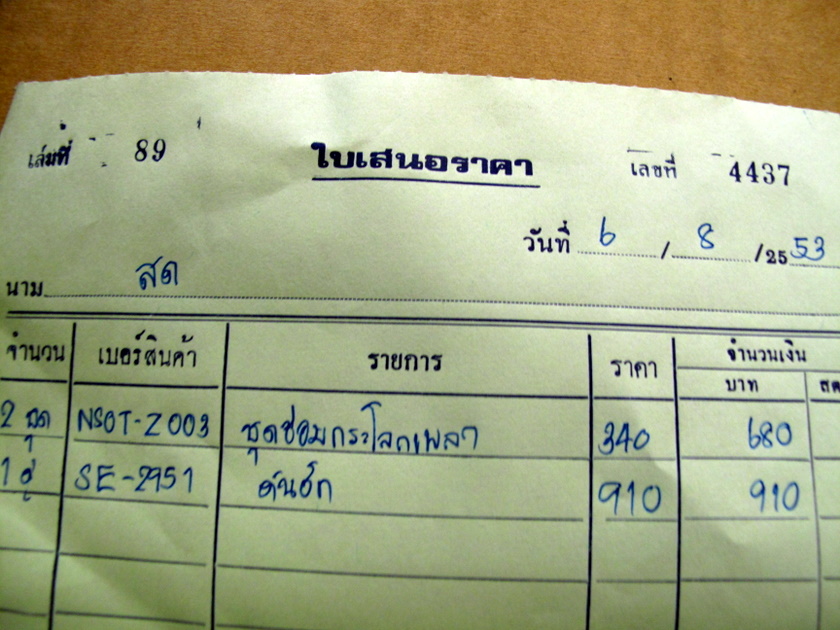 เล่มที่ 89 ใบเสนอราคา เลขที่ 4437
วันที่ 6 / 8 / 2553
นาม สด
จำนวน เบอร์สินค้า รายการ ราคา จำนวนเงิน
บาท
2 ชุด NSOT-Z003 ชุดซ่อมกระโลกเพลา 340 680
1 คู่ SE-2951 คันชัก 910 910